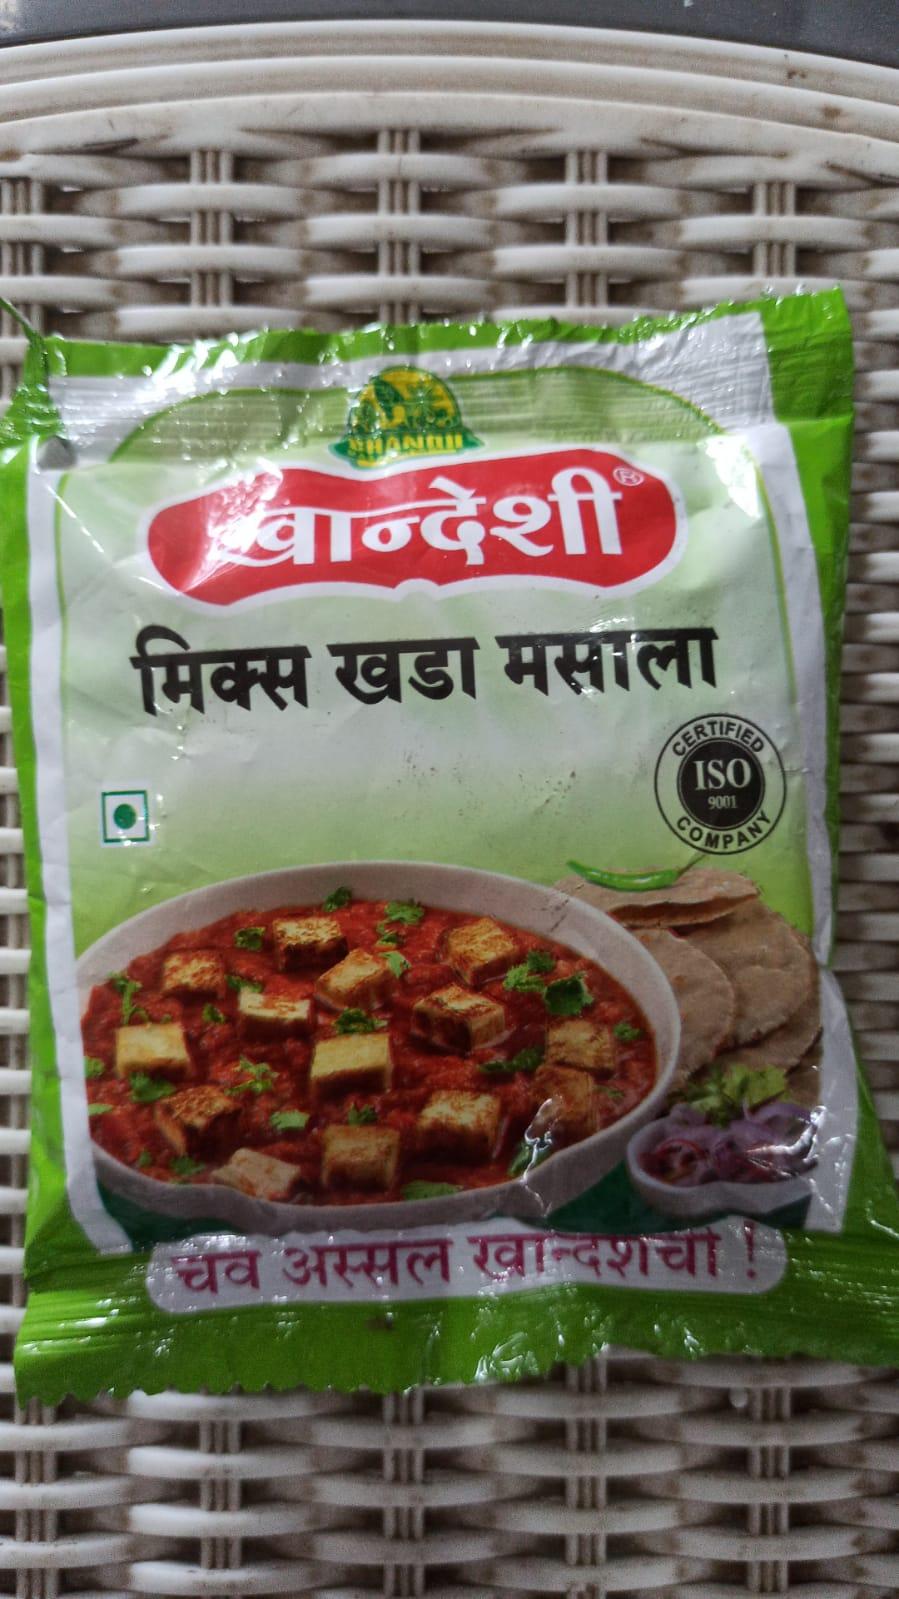 खान्देशी®
मिक्स खडा मसाला
CERTIFIED
ISO
9001
COMPANY
चव अस्सल खान्देशची !